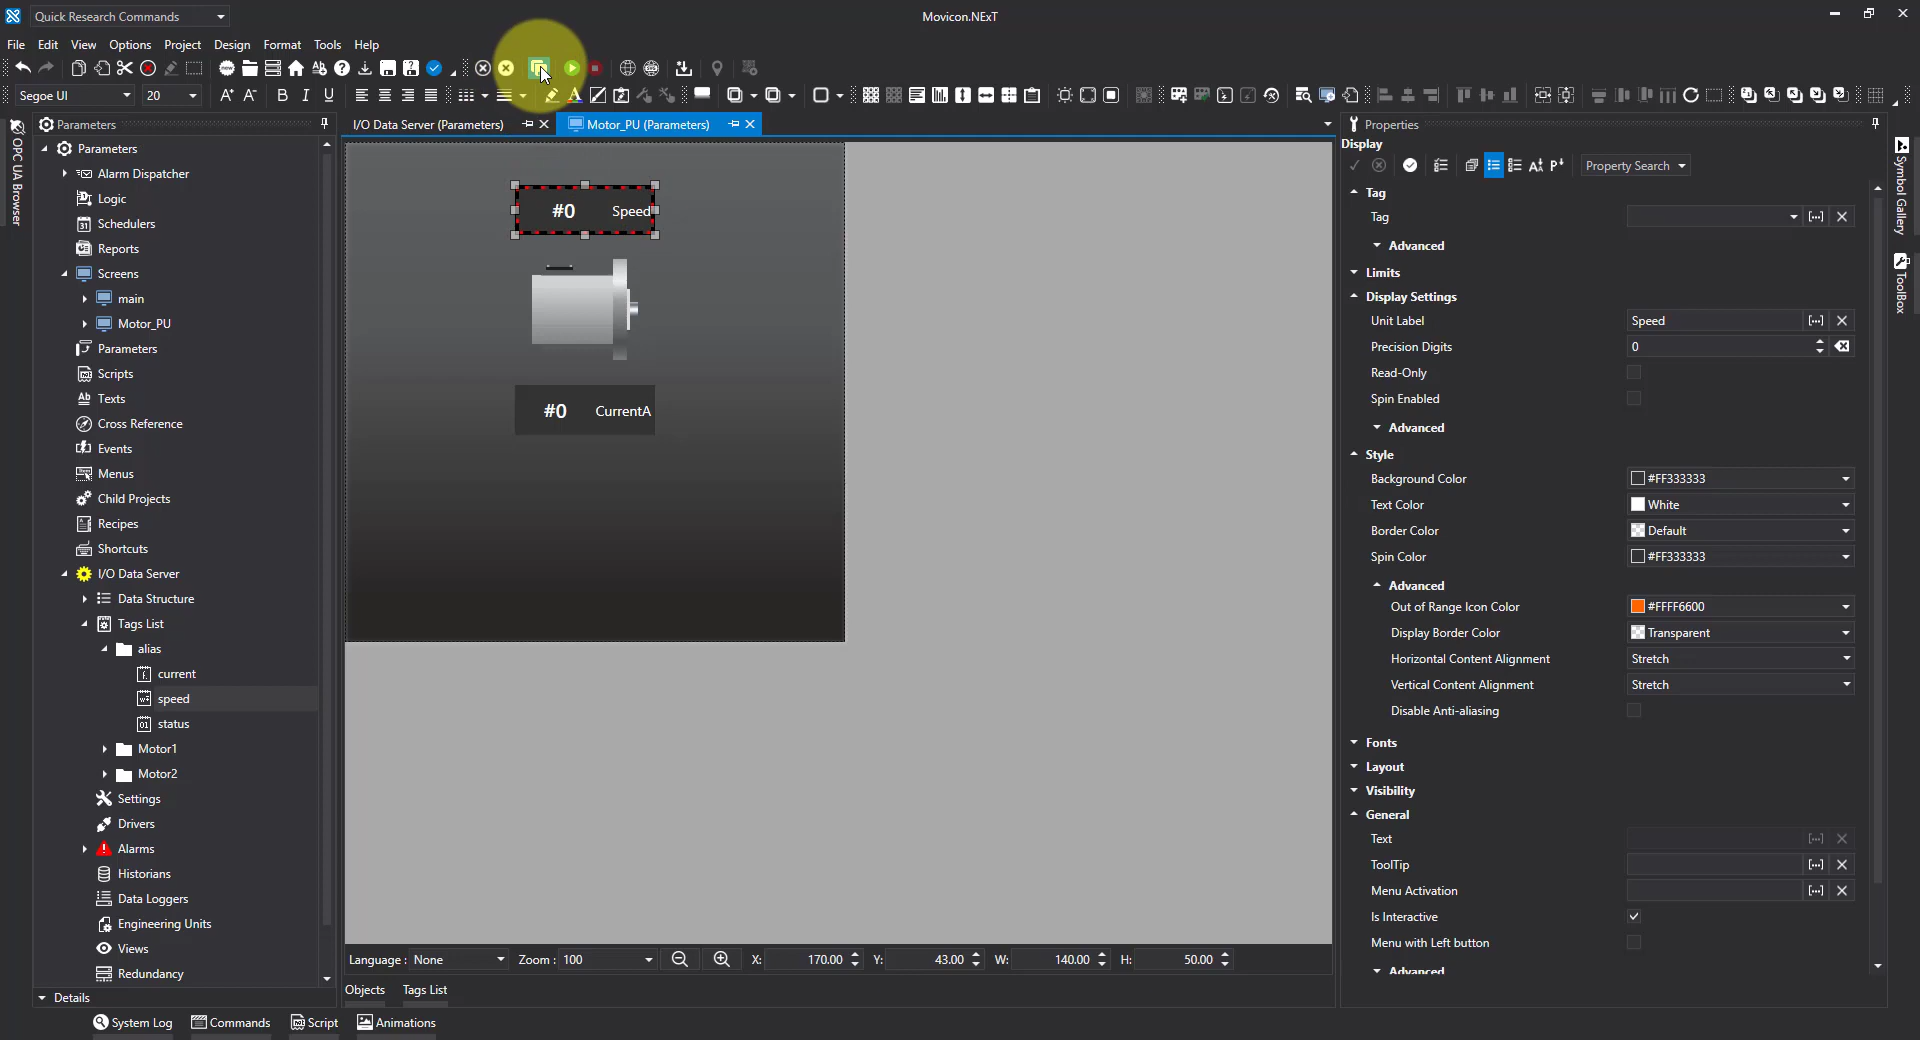 Quick Research Commands
Movicon.NExT
File Edit View Options Project Design Format Tools Help
Segoe UI 20 A+ A- B I U
Parameters
I/O Data Server (Parameters)
Motor_PU (Parameters)
Properties
OPC UA Browser
Parameters
Alarm Dispatcher
Logic
Schedulers
Reports
Screens
main
Motor_PU
Parameters
Scripts
Texts
Cross Reference
Events
Menus
Child Projects
Recipes
Shortcuts
I/O Data Server
Data Structure
Tags List
alias
current
speed
status
Motor1
Motor2
Settings
Drivers
Alarms
Historians
Data Loggers
Engineering Units
Views
Redundancy
Details
#0 Speed
#0 CurrentA
Language : None Zoom : 100 X: 170.00 Y: 43.00 W: 140.00 H: 50.00
Objects Tags List
System Log Commands Script Animations
Display
Property Search
Tag
Tag
Advanced
Limits
Display Settings
Unit Label Speed
Precision Digits 0
Read-Only
Spin Enabled
Advanced
Style
Background Color #FF333333
Text Color White
Border Color Default
Spin Color #FF333333
Advanced
Out of Range Icon Color #FFFF6600
Display Border Color Transparent
Horizontal Content Alignment Stretch
Vertical Content Alignment Stretch
Disable Anti-aliasing
Fonts
Layout
Visibility
General
Text
ToolTip
Menu Activation
Is Interactive
Menu with Left button
Advanced
Symbol Gallery
ToolBox